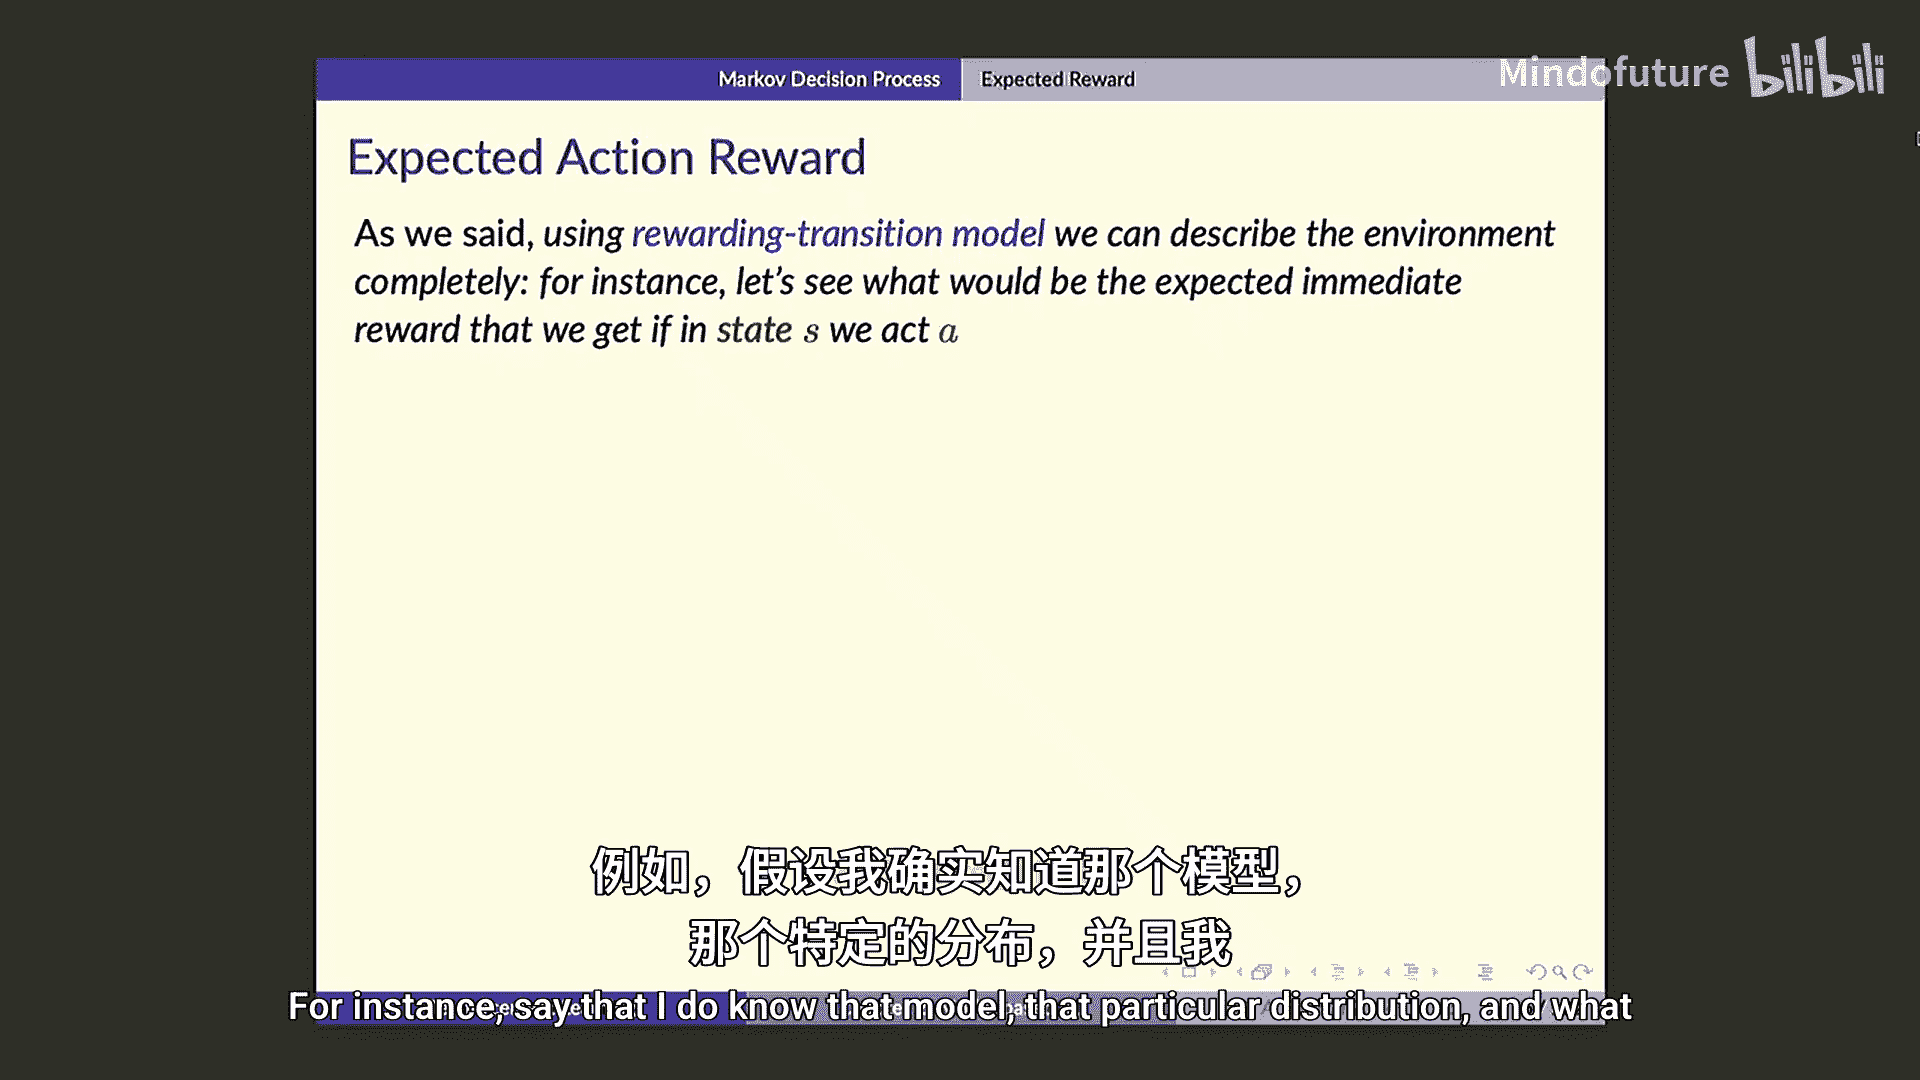 Markov Decision Process
Expected Reward
Mindofuture bilibili
Expected Action Reward
As we said, using rewarding-transition model we can describe the environment
completely: for instance, let's see what would be the expected immediate
reward that we get if in state s we act a
例如，假设我确实知道那个模型，
那个特定的分布，并且我
For instance, say that I do know that model, that particular distribution, and what